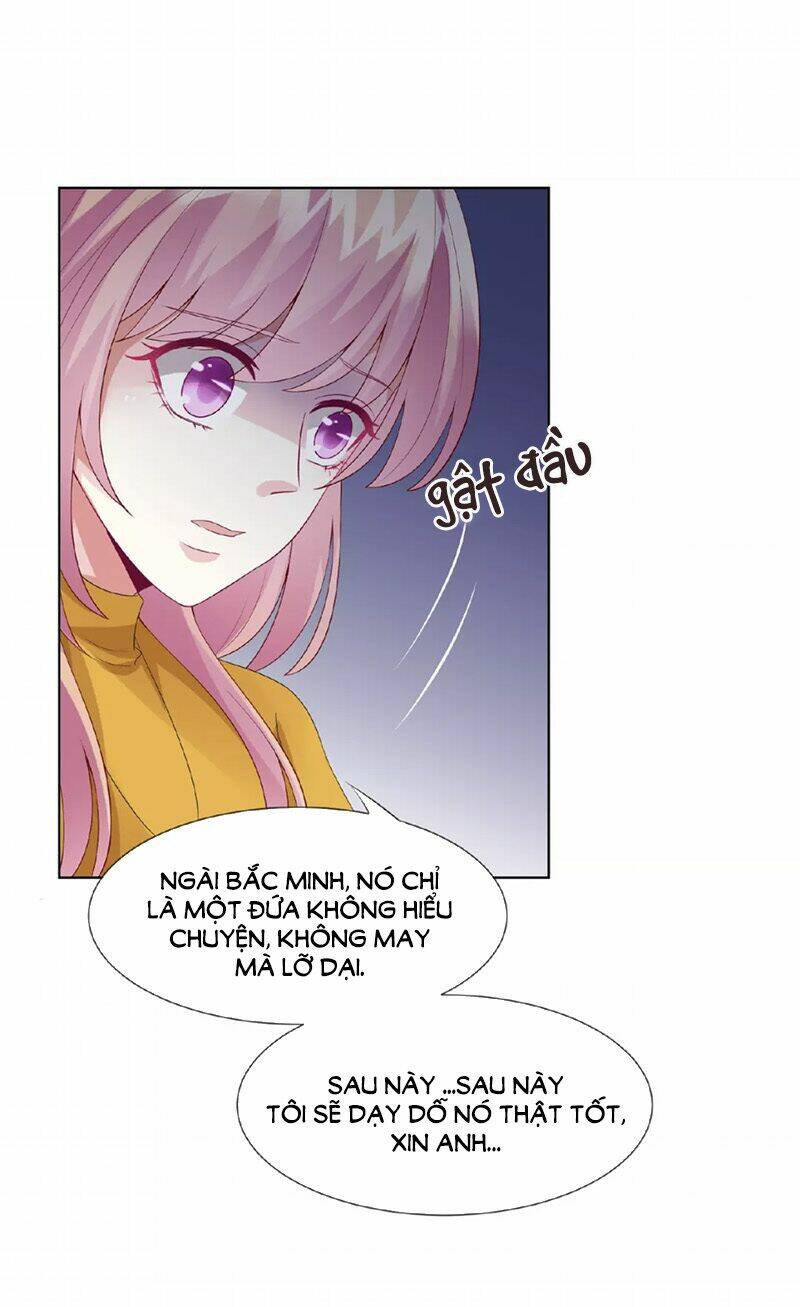 gật đầu
NGÀI BẮC MINH, NÓ CHỈ
LÀ MỘT ĐỨA KHÔNG HIỂU
CHUYỆN, KHÔNG MAY
MÀ LỠ DẠI.
SAU NÀY ...SAU NÀY
TÔI SẼ DẠY DỖ NÓ THẬT TỐT,
XIN ANH...